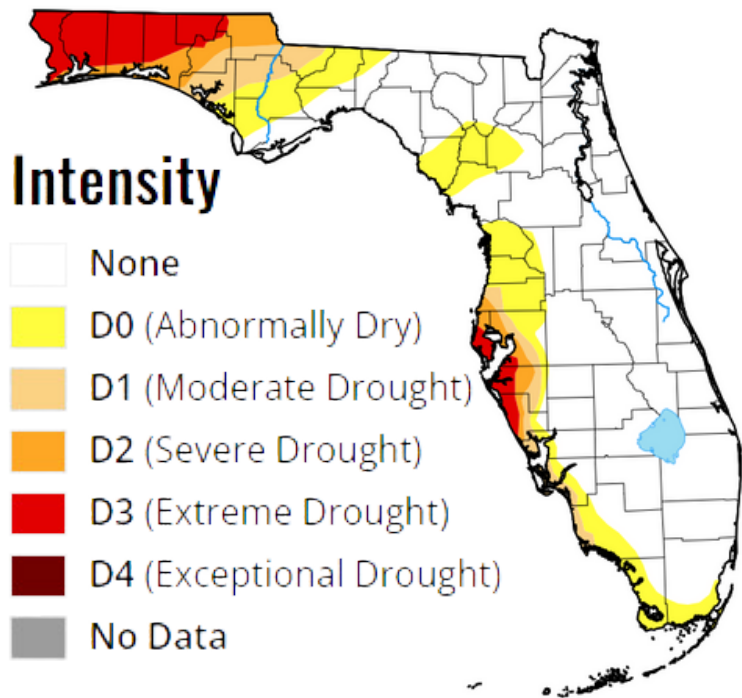 Intensity
None
D0 (Abnormally Dry)
D1 (Moderate Drought)
D2 (Severe Drought)
D3 (Extreme Drought)
D4 (Exceptional Drought)
No Data